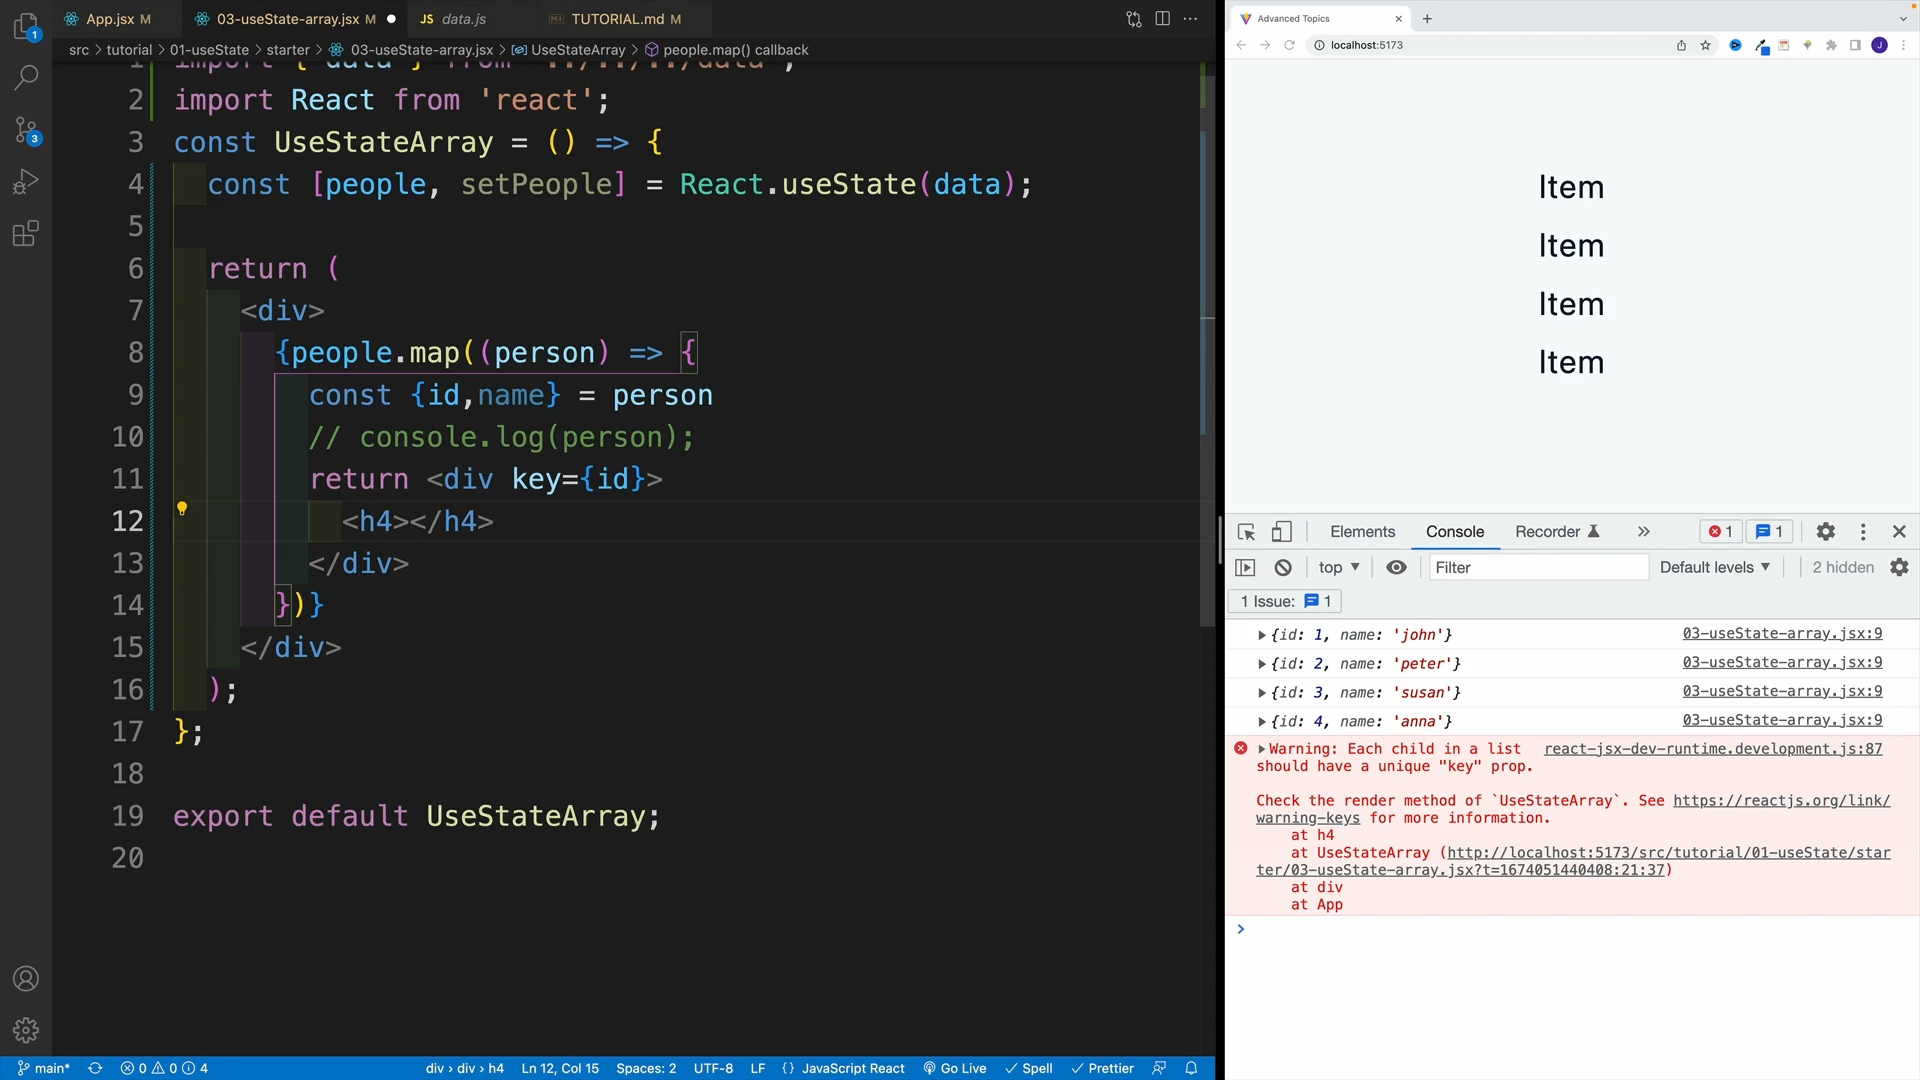 App.jsx M
03-useState-array.jsx M
JS data.js
TUTORIAL.md M
src > tutorial > 01-useState > starter > 03-useState-array.jsx > UseStateArray > people.map() callback
1 import { data } from '../../../data';
2 import React from 'react';
3 const UseStateArray = () => {
4 const [people, setPeople] = React.useState(data);
5
6 return (
7 <div>
8 {people.map((person) => {
9 const {id,name} = person
10 // console.log(person);
11 return <div key={id}>
12 <h4></h4>
13 </div>
14 })}
15 </div>
16 );
17 };
18
19 export default UseStateArray;
20
1
3
main* 0 0 4
div › div › h4 Ln 12, Col 15 Spaces: 2 UTF-8 LF {} JavaScript React Go Live Spell Prettier
Advanced Topics
localhost:5173
J
Item
Item
Item
Item
Elements Console Recorder 1 1
top Filter Default levels 2 hidden
1 Issue: 1
{id: 1, name: 'john'} 03-useState-array.jsx:9
{id: 2, name: 'peter'} 03-useState-array.jsx:9
{id: 3, name: 'susan'} 03-useState-array.jsx:9
{id: 4, name: 'anna'} 03-useState-array.jsx:9
Warning: Each child in a list react-jsx-dev-runtime.development.js:87
should have a unique "key" prop.
Check the render method of `UseStateArray`. See https://reactjs.org/link/
warning-keys for more information.
at h4
at UseStateArray (http://localhost:5173/src/tutorial/01-useState/star
ter/03-useState-array.jsx?t=1674051440408:21:37)
at div
at App